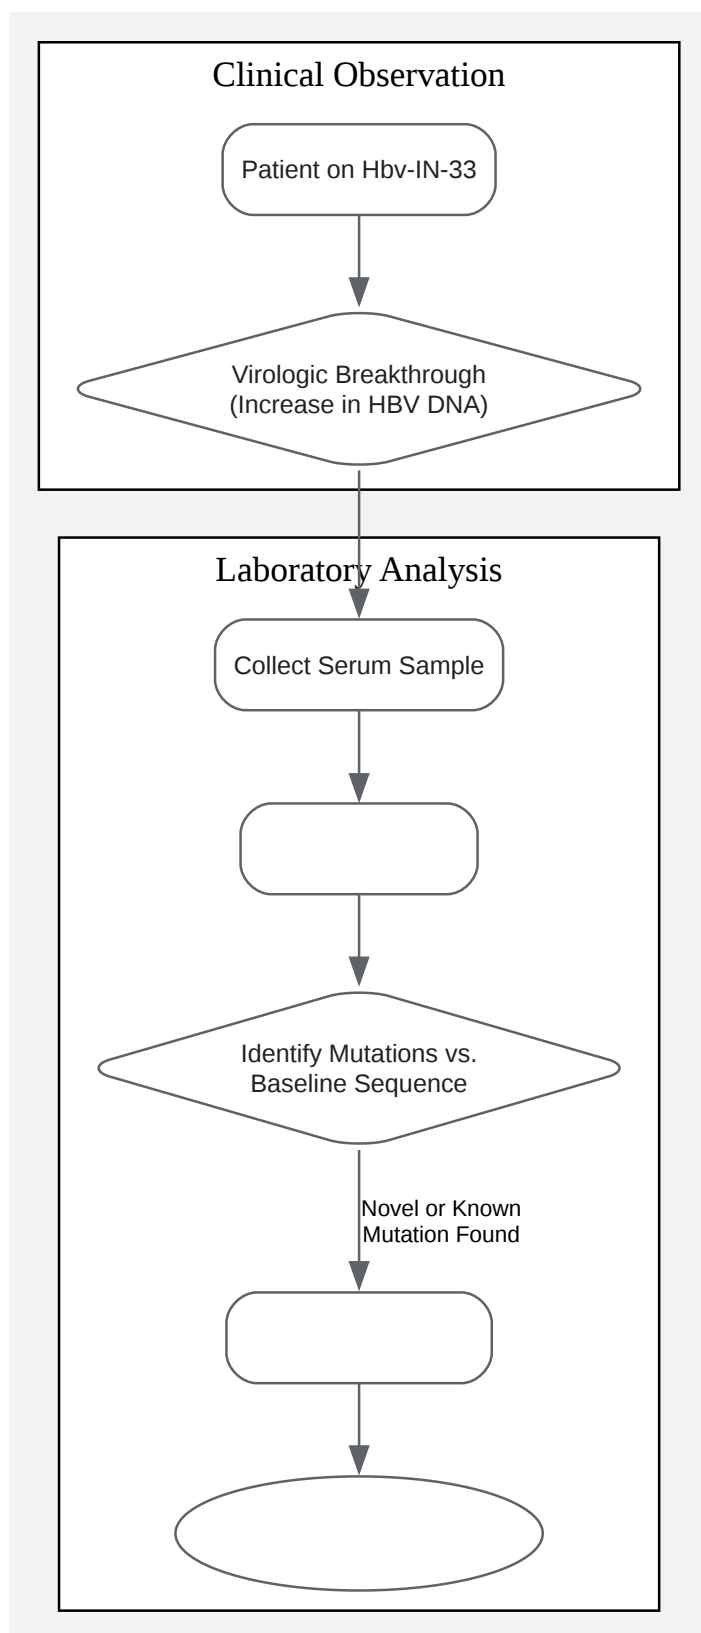 Clinical Observation
Patient on Hbv-IN-33
Virologic Breakthrough
(Increase in HBV DNA)
Laboratory Analysis
Collect Serum Sample
Identify Mutations vs.
Baseline Sequence
Novel or Known
Mutation Found